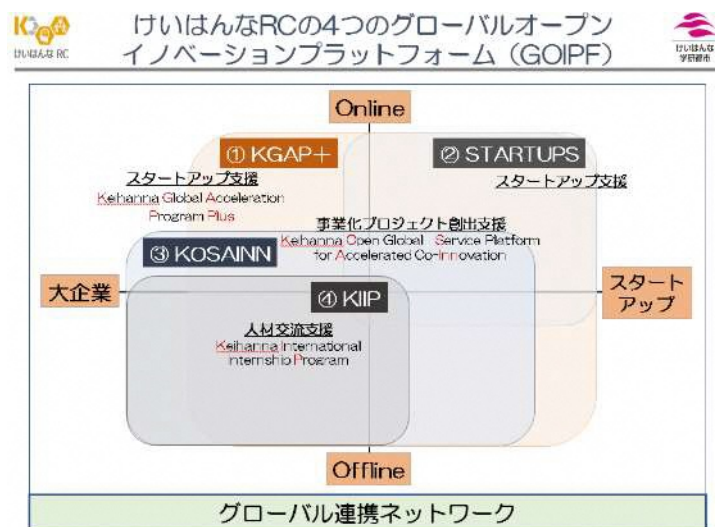 けいはんなRC
けいはんなRCの4つのグローバルオープン
イノベーションプラットフォーム（GOIPF）
けいはんな
学研都市
Online
① KGAP+
② STARTUPS
スタートアップ支援
Keihanna Global Acceleration
Program Plus
スタートアップ支援
事業化プロジェクト創出支援
Keihanna Open Global Service Platform
for Accelerated Co-Innovation
③ KOSAINN
大企業
④ KIIP
スタート
アップ
人材交流支援
Keihanna International
Internship Program
Offline
グローバル連携ネットワーク